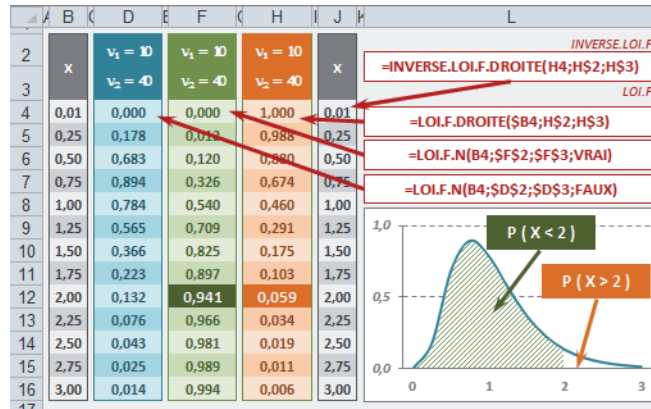 A B C D E F G H I J K L
2
3
x
ν₁ = 10
ν₂ = 40
ν₁ = 10
ν₂ = 40
ν₁ = 10
ν₂ = 40
x
INVERSE.LOI.F
=INVERSE.LOI.F.DROITE(H4;H$2;H$3)
LOI.F
4 0,01 0,000 0,000 1,000 0,01
=LOI.F.DROITE($B4;H$2;H$3)
5 0,25 0,178 0,012 0,988 0,25
=LOI.F.N(B4;$F$2;$F$3;VRAI)
6 0,50 0,683 0,120 0,880 0,50
=LOI.F.N(B4;$D$2;$D$3;FAUX)
7 0,75 0,894 0,326 0,674 0,75
8 1,00 0,784 0,540 0,460 1,00
9 1,25 0,565 0,709 0,291 1,25
10 1,50 0,366 0,825 0,175 1,50
11 1,75 0,223 0,897 0,103 1,75
12 2,00 0,132 0,941 0,059 2,00
13 2,25 0,076 0,966 0,034 2,25
14 2,50 0,043 0,981 0,019 2,50
15 2,75 0,025 0,989 0,011 2,75
16 3,00 0,014 0,994 0,006 3,00
17
1,0
P ( X < 2 )
P ( X > 2 )
0,5
0,0
0 1 2 3